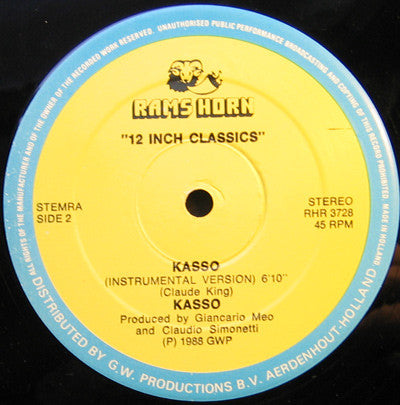 ALL RIGHTS OF THE MANUFACTURER AND OF THE OWNER OF THE RECORDED WORK RESERVED. UNAUTHORISED PUBLIC PERFORMANCE BROADCASTING AND COPYING OF THIS RECORD PROHIBITED. MADE IN HOLLAND
RAMS HORN
"12 INCH CLASSICS"
STEMRA
SIDE 2
STEREO
RHR 3728
45 RPM
KASSO
(INSTRUMENTAL VERSION) 6'10"
(Claude King)
KASSO
Produced by Giancarlo Meo
and Claudio Simonetti
(P) 1988 GWP
DISTRIBUTED BY G.W. PRODUCTIONS B.V. AERDENHOUT-HOLLAND